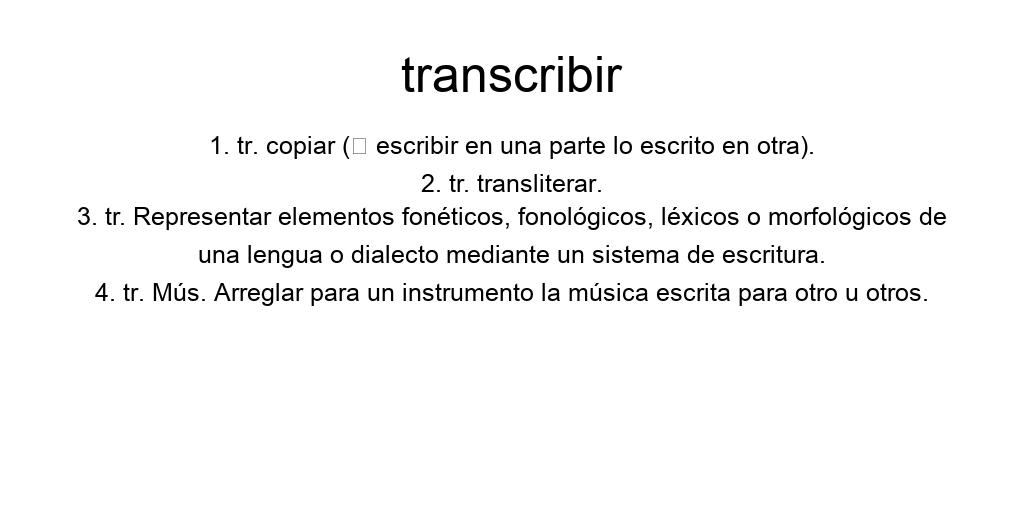 transcribir
1. tr. copiar (□ escribir en una parte lo escrito en otra).
2. tr. transliterar.
3. tr. Representar elementos fonéticos, fonológicos, léxicos o morfológicos de
una lengua o dialecto mediante un sistema de escritura.
4. tr. Mús. Arreglar para un instrumento la música escrita para otro u otros.